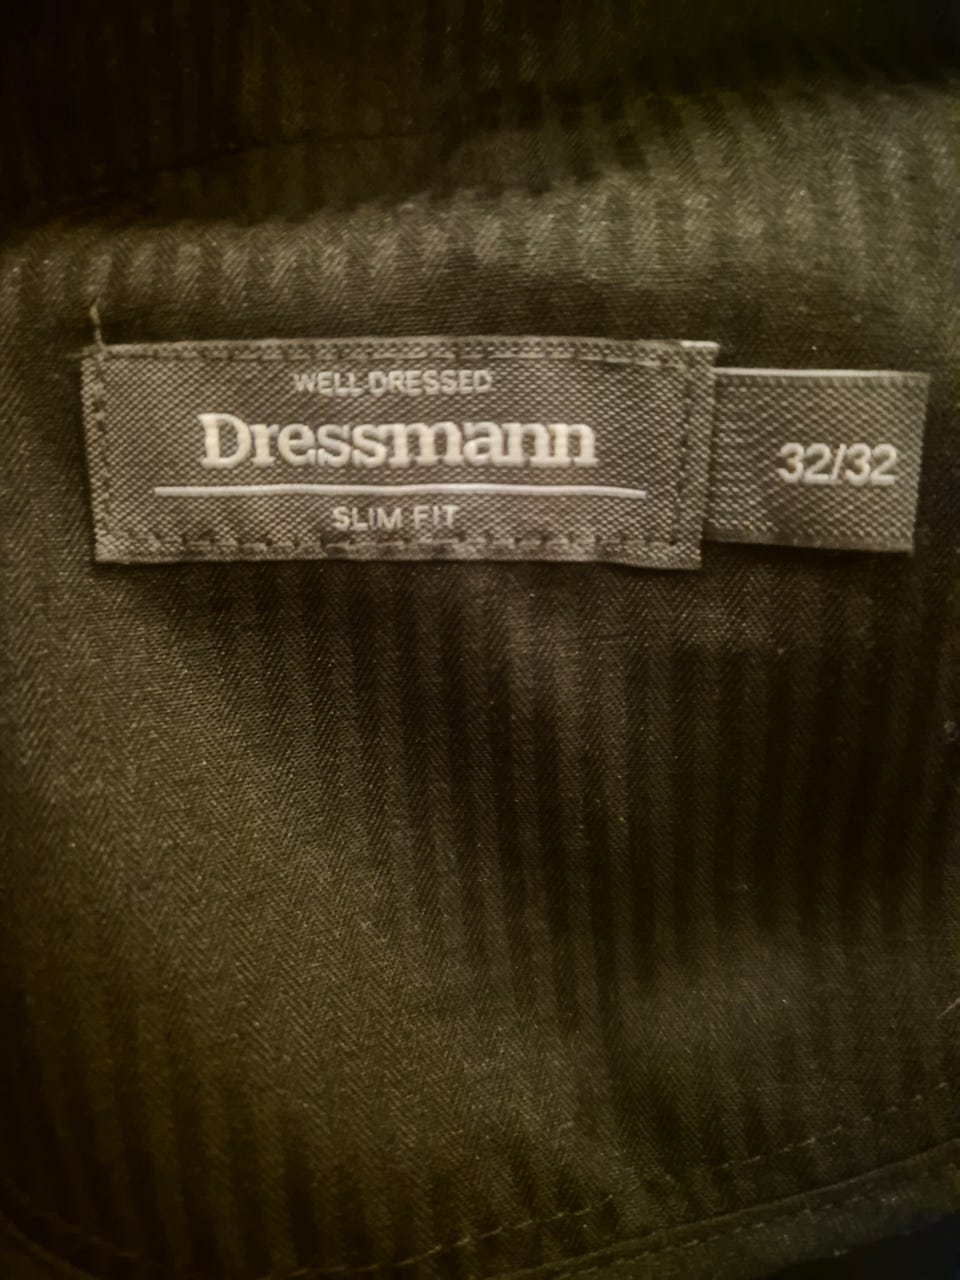 WELL DRESSED
Dressmann
SLIM FIT
32/32